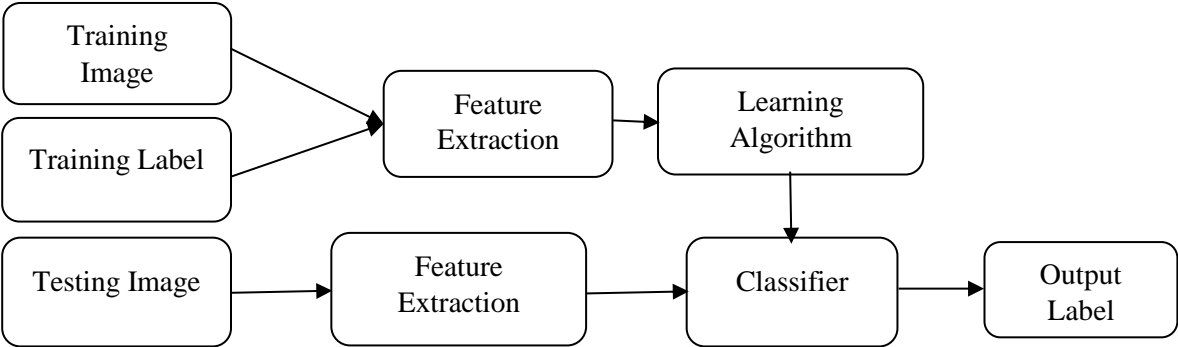 Training
Image
Training Label
Feature
Extraction
Learning
Algorithm
Testing Image
Feature
Extraction
Classifier
Output
Label